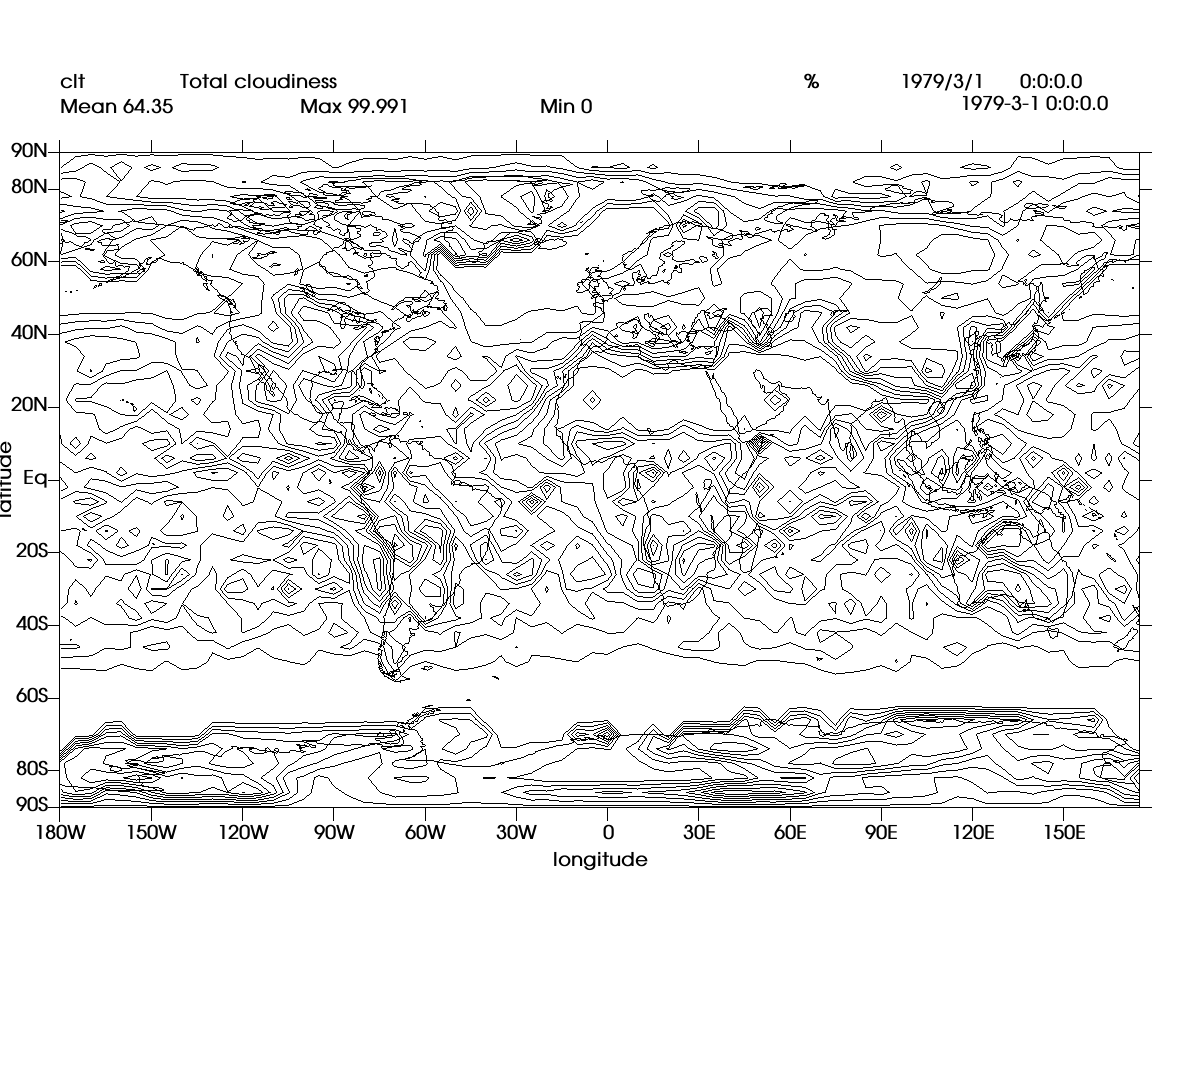 clt Total cloudiness % 1979/3/1 0:0:0.0
Mean 64.35 Max 99.991 Min 0 1979-3-1 0:0:0.0
90N
80N
60N
40N
20N
Eq
20S
40S
60S
80S
90S
latitude
180W 150W 120W 90W 60W 30W 0 30E 60E 90E 120E 150E
longitude